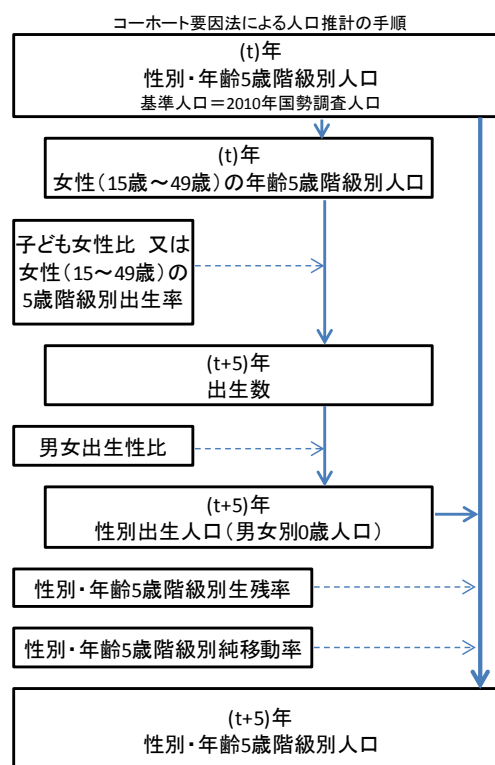 コーホート要因法による人口推計の手順
(t)年
性別・年齢5歳階級別人口
基準人口＝2010年国勢調査人口
(t)年
女性（15歳～49歳）の年齢5歳階級別人口
子ども女性比 又は
女性（15～49歳）の
5歳階級別出生率
(t+5)年
出生数
男女出生性比
(t+5)年
性別出生人口（男女別0歳人口）
性別・年齢5歳階級別生残率
性別・年齢5歳階級別純移動率
(t+5)年
性別・年齢5歳階級別人口